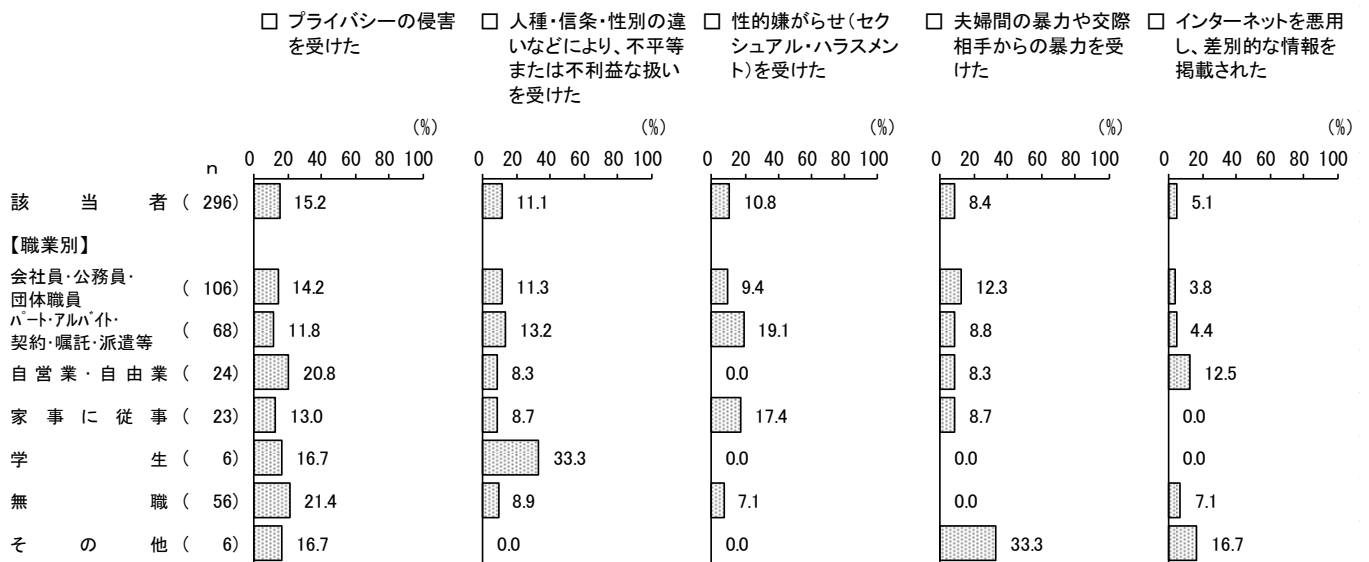 □ プライバシーの侵害
を受けた
□ 人種・信条・性別の違
いなどにより、不平等
または不利益な扱い
を受けた
□ 性的嫌がらせ(セク
シュアル・ハラスメン
ト)を受けた
□ 夫婦間の暴力や交際
相手からの暴力を受
けた
□ インターネットを悪用
し、差別的な情報を
掲載された
(%) (%) (%) (%) (%)
n 0 20 40 60 80 100 0 20 40 60 80 100 0 20 40 60 80 100 0 20 40 60 80 100 0 20 40 60 80 100
該当者 ( 296) 15.2 11.1 10.8 8.4 5.1
【職業別】
会社員・公務員・
団体職員 ( 106) 14.2 11.3 9.4 12.3 3.8
パート・アルバイト・
契約・嘱託・派遣等 ( 68) 11.8 13.2 19.1 8.8 4.4
自営業・自由業 ( 24) 20.8 8.3 0.0 8.3 12.5
家事に従事 ( 23) 13.0 8.7 17.4 8.7 0.0
学生 ( 6) 16.7 33.3 0.0 0.0 0.0
無職 ( 56) 21.4 8.9 7.1 0.0 7.1
その他 ( 6) 16.7 0.0 0.0 33.3 16.7